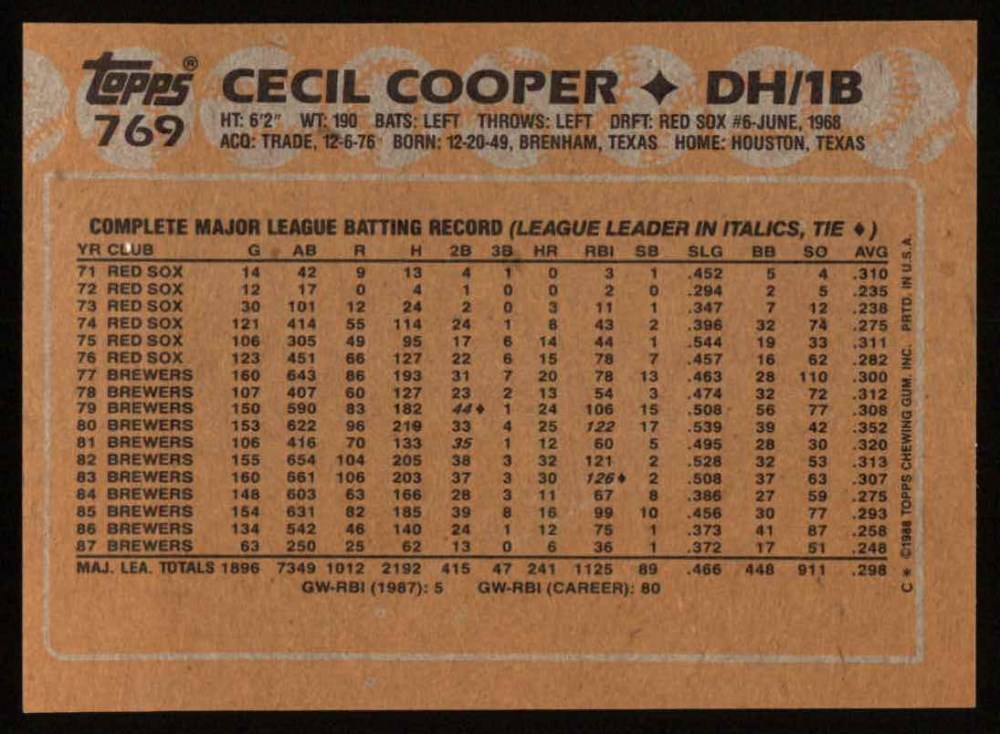 topps® CECIL COOPER ✦ DH/1B
769 HT: 6'2" WT: 190 BATS: LEFT THROWS: LEFT DRFT: RED SOX #6-JUNE, 1968
ACQ: TRADE, 12-6-76 BORN: 12-20-49, BRENHAM, TEXAS HOME: HOUSTON, TEXAS
COMPLETE MAJOR LEAGUE BATTING RECORD (LEAGUE LEADER IN ITALICS, TIE ♦)
YR CLUB G AB R H 2B 3B HR RBI SB SLG BB SO AVG
71 RED SOX 14 42 9 13 4 1 0 3 1 .452 5 4 .310
72 RED SOX 12 17 0 4 1 0 0 2 0 .294 2 5 .235
73 RED SOX 30 101 12 24 2 0 3 11 1 .347 7 12 .238
74 RED SOX 121 414 55 114 24 1 8 43 2 .396 32 74 .275
75 RED SOX 106 305 49 95 17 6 14 44 1 .544 19 33 .311
76 RED SOX 123 451 66 127 22 6 15 78 7 .457 16 62 .282
77 BREWERS 160 643 86 193 31 7 20 78 13 .463 28 110 .300
78 BREWERS 107 407 60 127 23 2 13 54 3 .474 32 72 .312
79 BREWERS 150 590 83 182 44♦ 1 24 106 15 .508 56 77 .308
80 BREWERS 153 622 96 219 33 4 25 122 17 .539 39 42 .352
81 BREWERS 106 416 70 133 35 1 12 60 5 .495 28 30 .320
82 BREWERS 155 654 104 205 38 3 32 121 2 .528 32 53 .313
83 BREWERS 160 661 106 203 37 3 30 126♦ 2 .508 37 63 .307
84 BREWERS 148 603 63 166 28 3 11 67 8 .386 27 59 .275
85 BREWERS 154 631 82 185 39 8 16 99 10 .456 30 77 .293
86 BREWERS 134 542 46 140 24 1 12 75 1 .373 41 87 .258
87 BREWERS 63 250 25 62 13 0 6 36 1 .372 17 51 .248
MAJ. LEA. TOTALS 1896 7349 1012 2192 415 47 241 1125 89 .466 448 911 .298
GW-RBI (1987): 5 GW-RBI (CAREER): 80
C * ©1988 TOPPS CHEWING GUM, INC. PRTD. IN U.S.A.